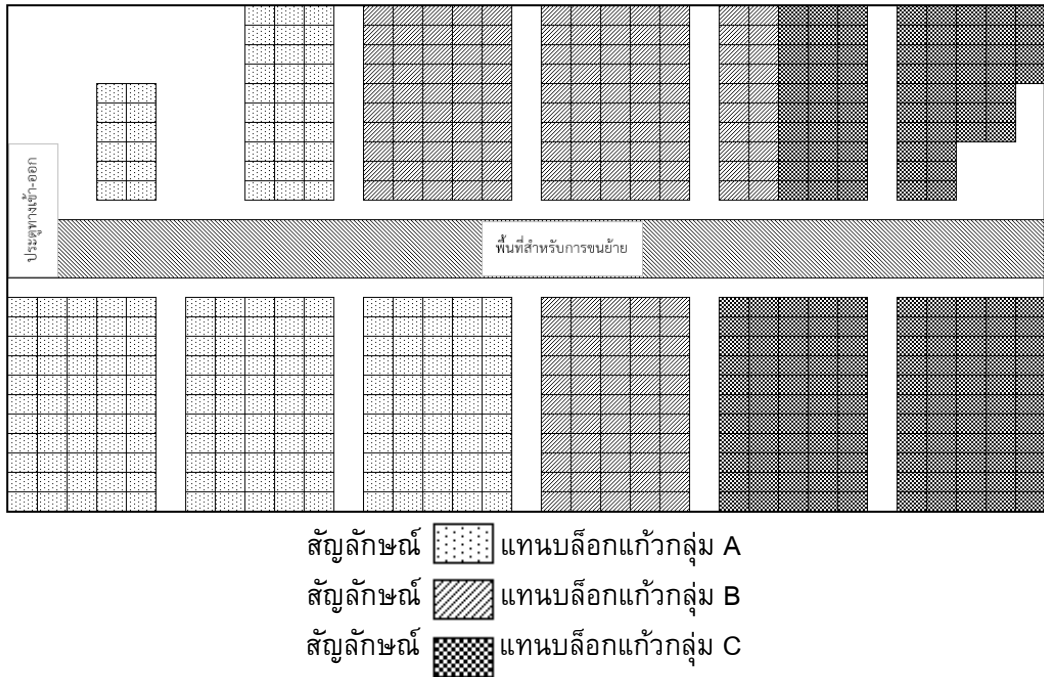 ประตูทางเข้า-ออก
พื้นที่สำหรับการขนย้าย
สัญลักษณ์ แทนบล็อกแก้วกลุ่ม A
สัญลักษณ์ แทนบล็อกแก้วกลุ่ม B
สัญลักษณ์ แทนบล็อกแก้วกลุ่ม C